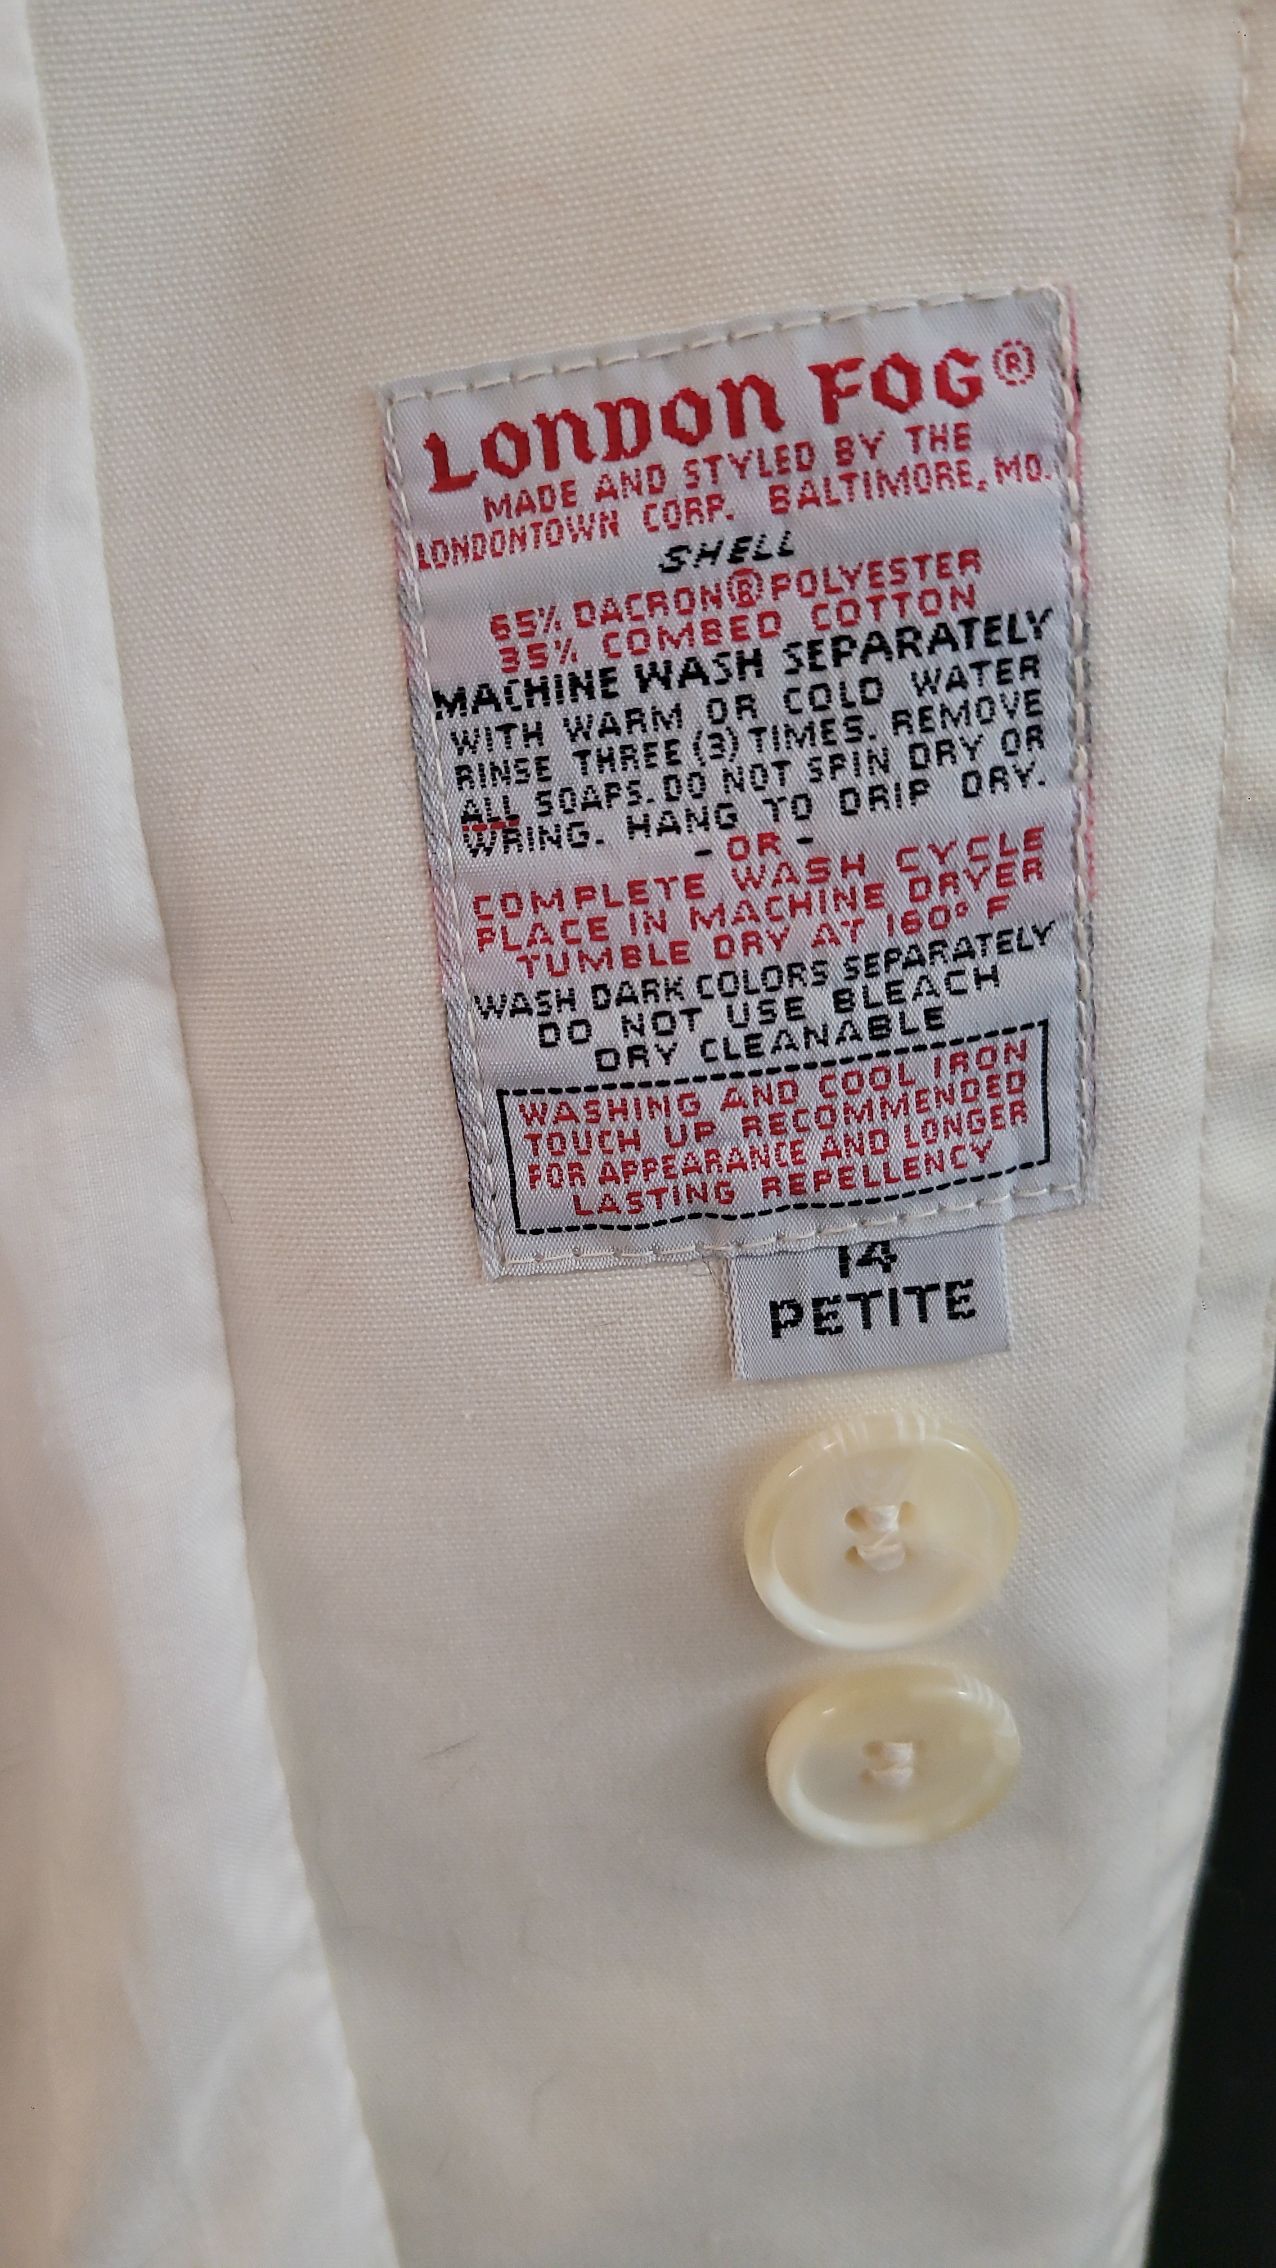 LONDON FOG®
MADE AND STYLED BY THE
LONDONTOWN CORP. BALTIMORE, MD.
SHELL
65% DACRON® POLYESTER
35% COMBED COTTON
MACHINE WASH SEPARATELY
WITH WARM OR COLD WATER
RINSE THREE (3) TIMES. REMOVE
ALL SOAPS. DO NOT SPIN DRY OR
WRING. HANG TO DRIP DRY.
- OR -
COMPLETE WASH CYCLE
PLACE IN MACHINE DRYER
TUMBLE DRY AT 160° F
WASH DARK COLORS SEPARATELY
DO NOT USE BLEACH
DRY CLEANABLE
WASHING AND COOL IRON
TOUCH UP RECOMMENDED
FOR APPEARANCE AND LONGER
LASTING REPELLENCY
14
PETITE